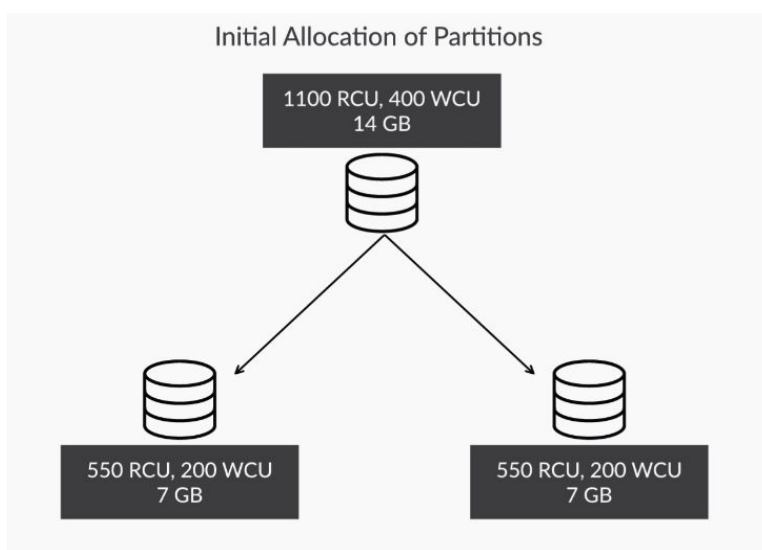 Initial Allocation of Partitions
1100 RCU, 400 WCU
14 GB
550 RCU, 200 WCU
7 GB
550 RCU, 200 WCU
7 GB